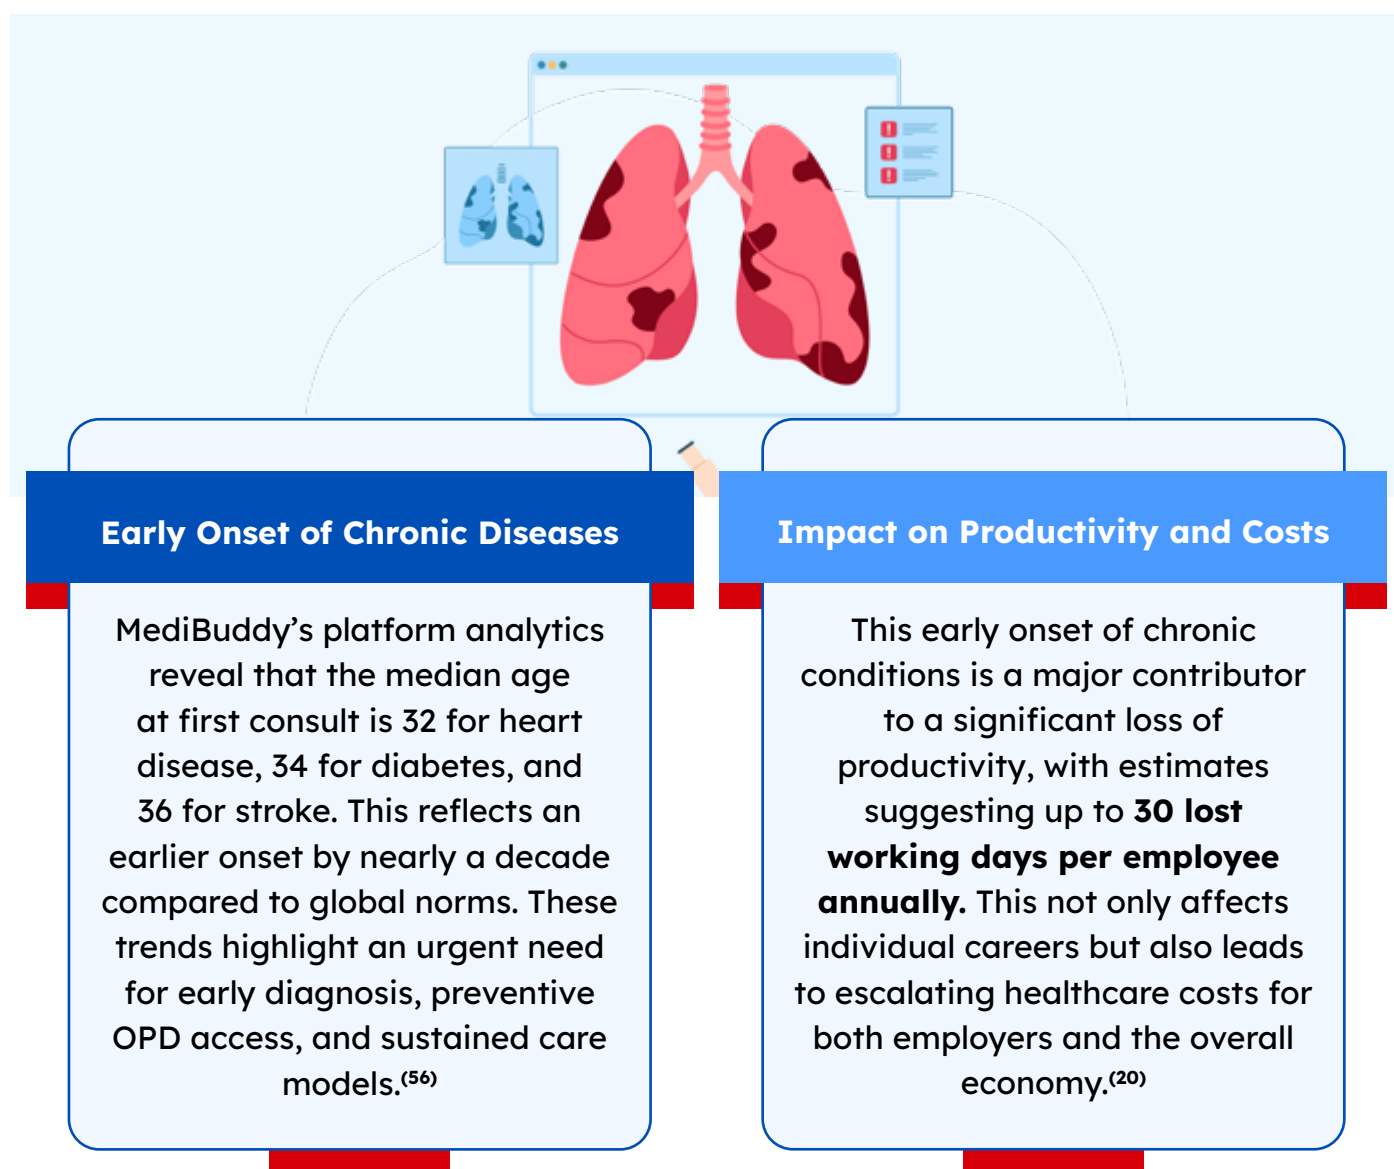 Early Onset of Chronic Diseases
MediBuddy’s platform analytics
reveal that the median age
at first consult is 32 for heart
disease, 34 for diabetes, and
36 for stroke. This reflects an
earlier onset by nearly a decade
compared to global norms. These
trends highlight an urgent need
for early diagnosis, preventive
OPD access, and sustained care
models.(56)
Impact on Productivity and Costs
This early onset of chronic
conditions is a major contributor
to a significant loss of
productivity, with estimates
suggesting up to 30 lost
working days per employee
annually. This not only affects
individual careers but also leads
to escalating healthcare costs for
both employers and the overall
economy.(20)